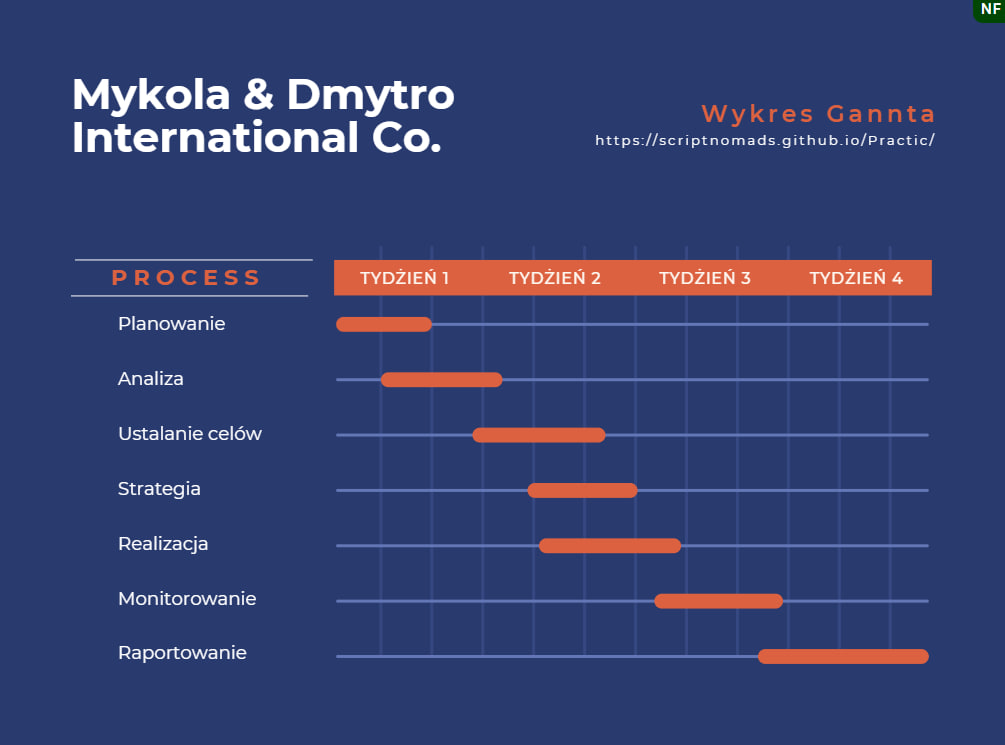 NF
Mykola & Dmytro
International Co.
Wykres Gannta
https://scriptnomads.github.io/Practic/
PROCESS
TYDŻIEŃ 1 TYDŻIEŃ 2 TYDŻIEŃ 3 TYDŻIEŃ 4
Planowanie
Analiza
Ustalanie celów
Strategia
Realizacja
Monitorowanie
Raportowanie